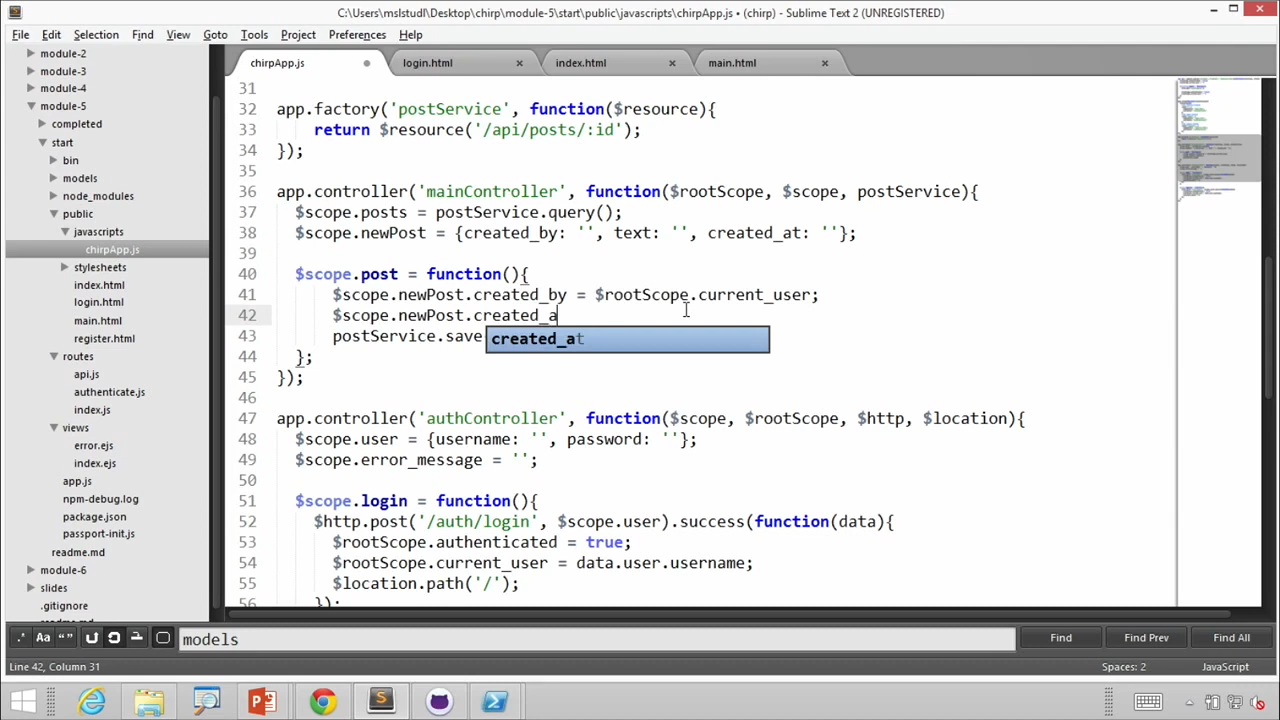 C:\Users\mslstudl\Desktop\chirp\module-5\start\public\javascripts\chirpApp.js • (chirp) - Sublime Text 2 (UNREGISTERED)
File Edit Selection Find View Goto Tools Project Preferences Help
module-2
module-3
module-4
module-5
completed
start
bin
models
node_modules
public
javascripts
chirpApp.js
stylesheets
index.html
login.html
main.html
register.html
routes
api.js
authenticate.js
index.js
views
error.ejs
index.ejs
app.js
npm-debug.log
package.json
passport-init.js
readme.md
module-6
slides
.gitignore
chirpApp.js login.html index.html main.html
31
32 app.factory('postService', function($resource){
33 return $resource('/api/posts/:id');
34 });
35
36 app.controller('mainController', function($rootScope, $scope, postService){
37 $scope.posts = postService.query();
38 $scope.newPost = {created_by: '', text: '', created_at: ''};
39
40 $scope.post = function(){
41 $scope.newPost.created_by = $rootScope.current_user;
42 $scope.newPost.created_a
43 postService.save
created_at
44 };
45 });
46
47 app.controller('authController', function($scope, $rootScope, $http, $location){
48 $scope.user = {username: '', password: ''};
49 $scope.error_message = '';
50
51 $scope.login = function(){
52 $http.post('/auth/login', $scope.user).success(function(data){
53 $rootScope.authenticated = true;
54 $rootScope.current_user = data.user.username;
55 $location.path('/');
56 });
.* Aa “” models Find Find Prev Find All
Line 42, Column 31 Spaces: 2 JavaScript